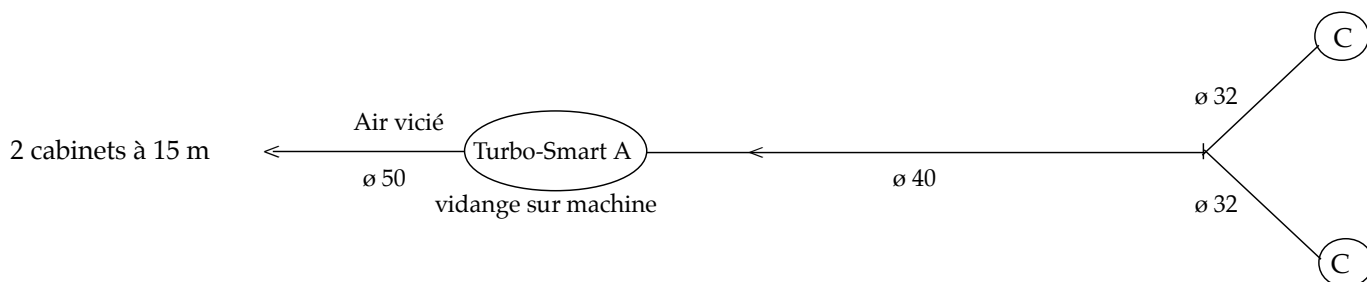 C
ø 32
Air vicié
2 cabinets à 15 m
Turbo-Smart A
ø 50
ø 40
vidange sur machine
ø 32
C